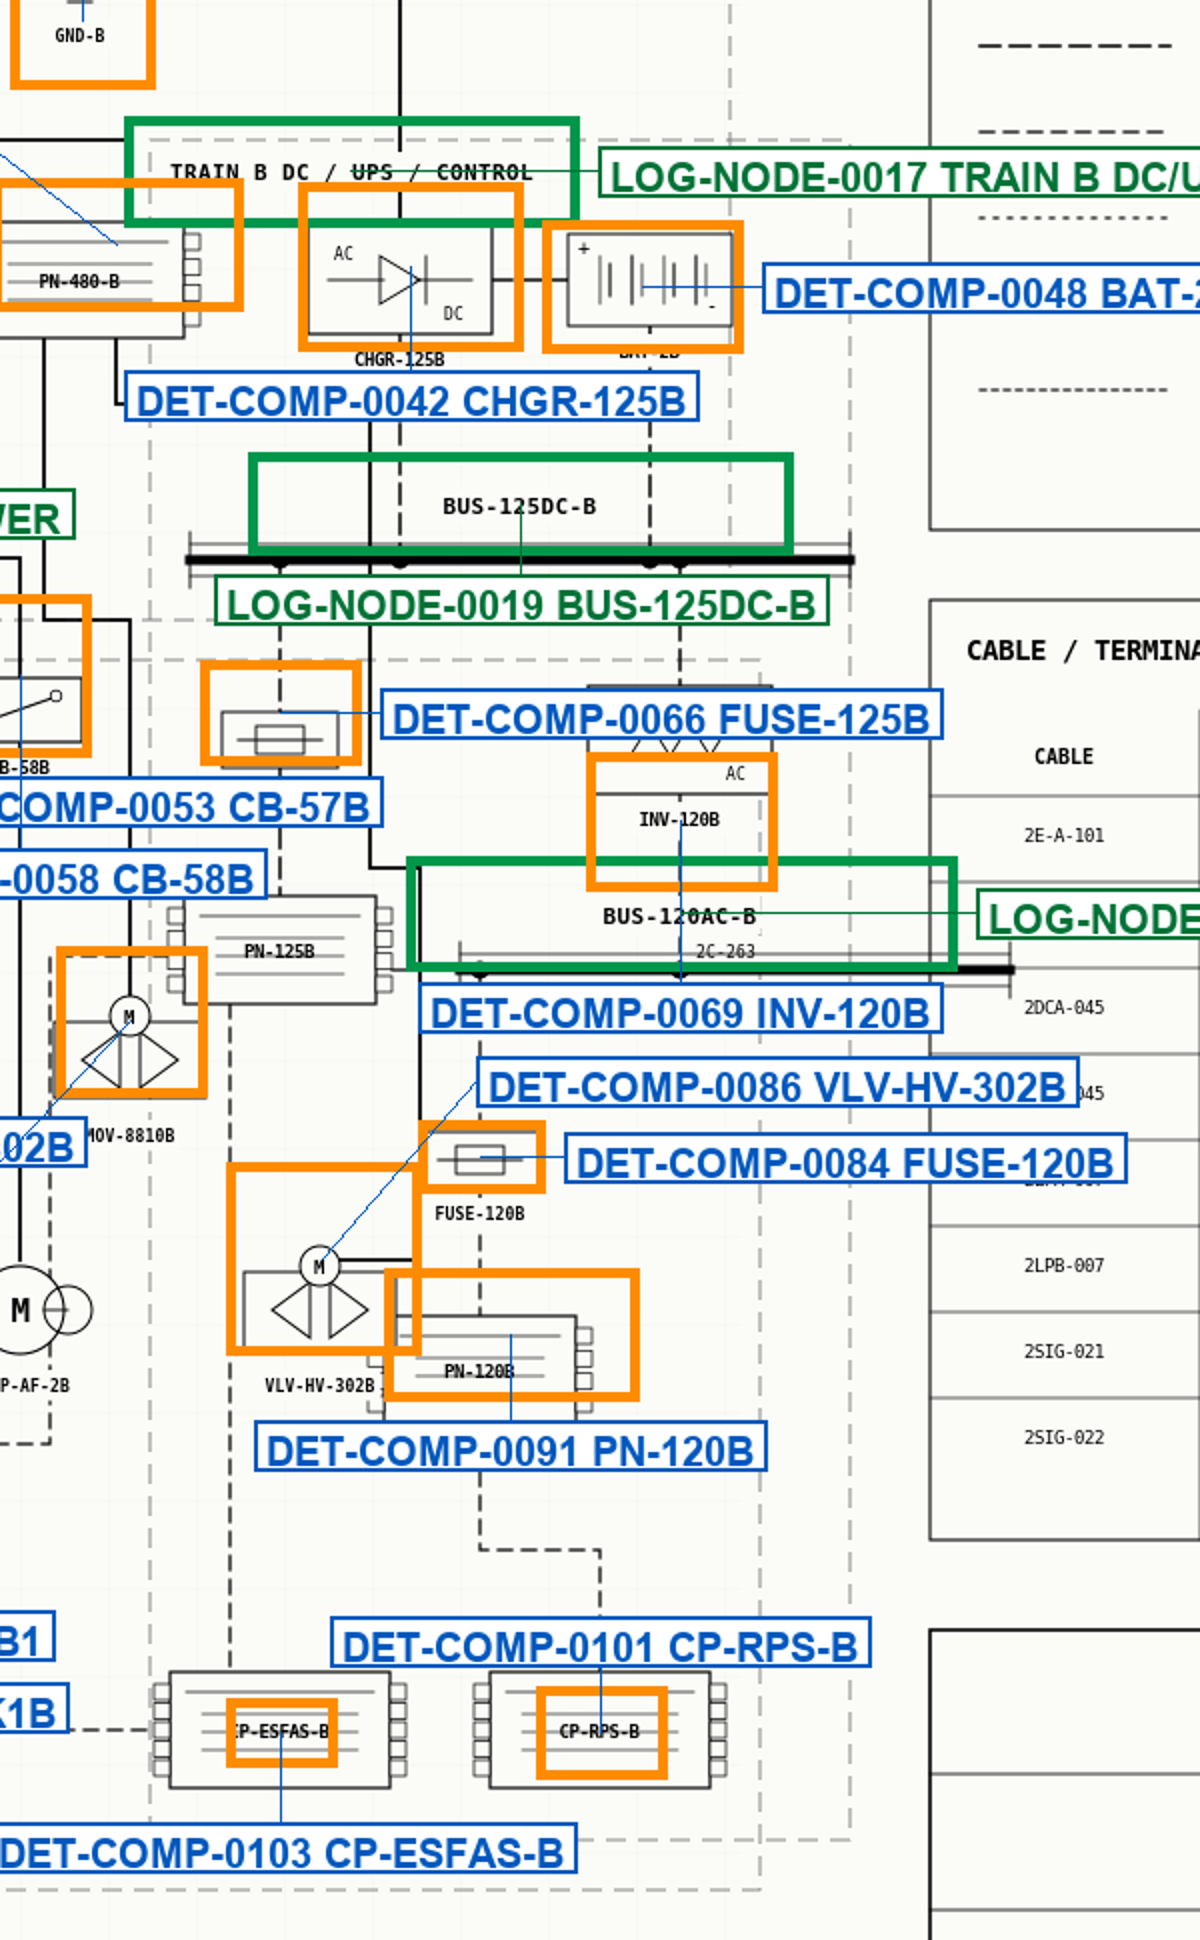 GND-B
TRAIN B DC / UPS / CONTROL
LOG-NODE-0017 TRAIN B DC/U
PN-480-B
AC
DC
+
-
CHGR-125B
BAT-2B
DET-COMP-0048 BAT-2
DET-COMP-0042 CHGR-125B
BUS-125DC-B
WER
LOG-NODE-0019 BUS-125DC-B
CABLE / TERMINA
DET-COMP-0066 FUSE-125B
CABLE
B-58B
AC
COMP-0053 CB-57B
INV-120B
2E-A-101
-0058 CB-58B
BUS-120AC-B
LOG-NODE
PN-125B
2C-263
M
DET-COMP-0069 INV-120B
2DCA-045
DET-COMP-0086 VLV-HV-302B
045
02B
MOV-8810B
DET-COMP-0084 FUSE-120B
FUSE-120B
M
2LPB-007
M
2SIG-021
PN-120B
P-AF-2B
VLV-HV-302B
DET-COMP-0091 PN-120B
2SIG-022
B1
DET-COMP-0101 CP-RPS-B
K1B
CP-ESFAS-B
CP-RPS-B
DET-COMP-0103 CP-ESFAS-B